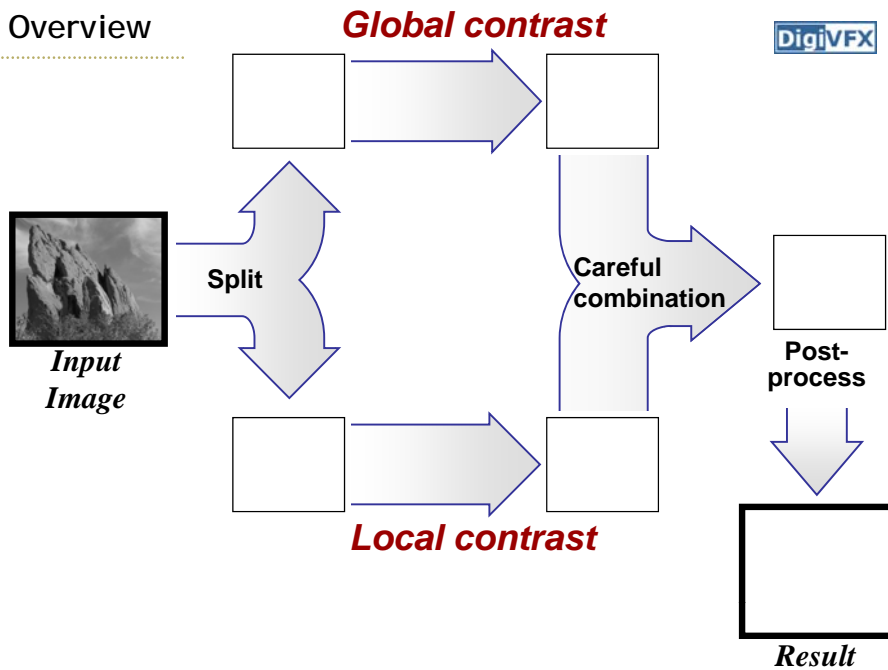 Overview
Global contrast
DigiVFX
Split
Careful
combination
Input
Image
Post-
process
Local contrast
Result